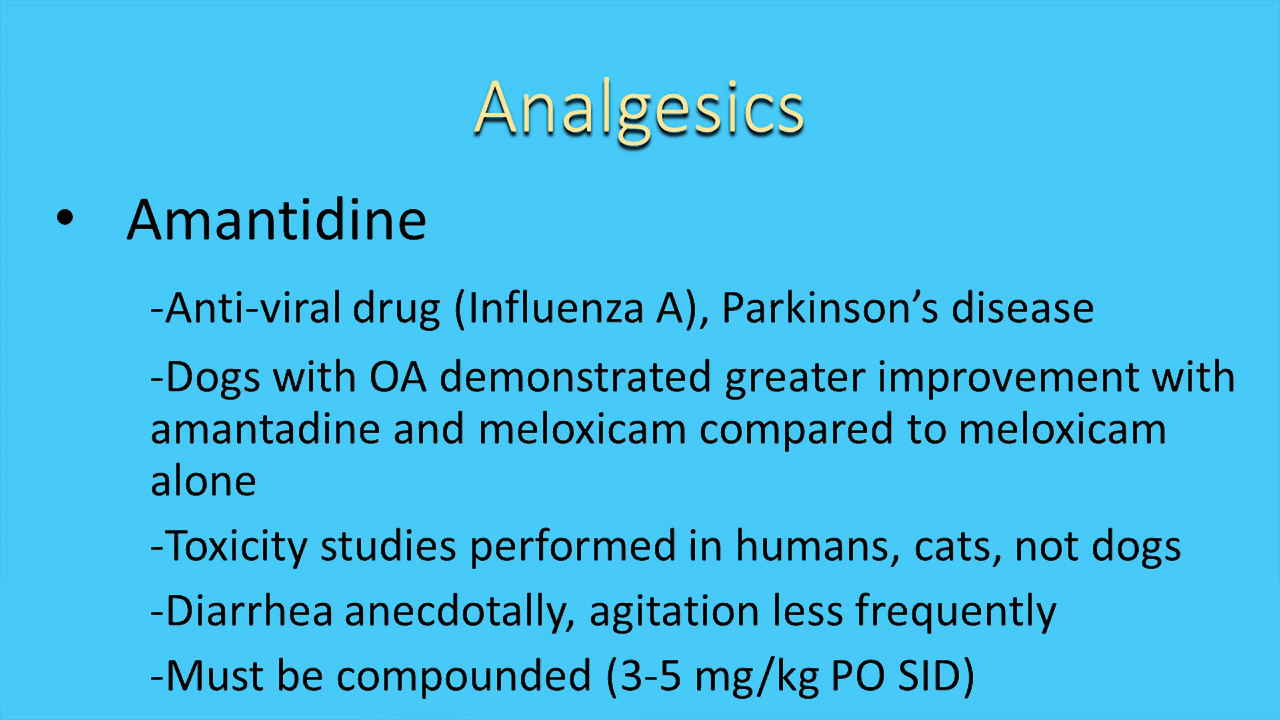 Analgesics
• Amantidine
-Anti-viral drug (Influenza A), Parkinson’s disease
-Dogs with OA demonstrated greater improvement with
amantadine and meloxicam compared to meloxicam
alone
-Toxicity studies performed in humans, cats, not dogs
-Diarrhea anecdotally, agitation less frequently
-Must be compounded (3-5 mg/kg PO SID)